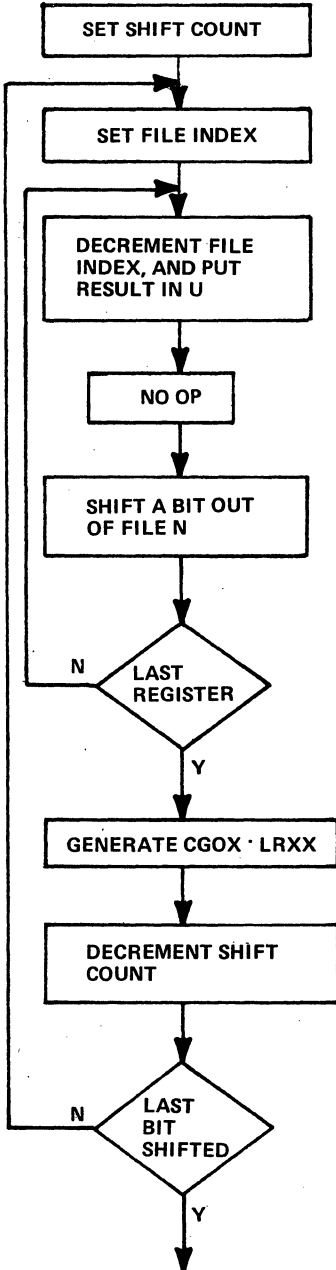 SET SHIFT COUNT
SET FILE INDEX
DECREMENT FILE
INDEX, AND PUT
RESULT IN U
NO OP
SHIFT A BIT OUT
OF FILE N
N
LAST
REGISTER
Y
GENERATE CGOX · LRXX
DECREMENT SHIFT
COUNT
N
LAST
BIT
SHIFTED
Y